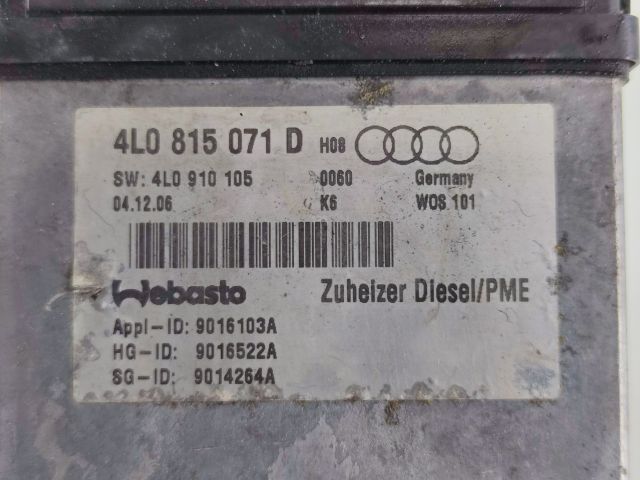 4L0 815 071 D H08
SW: 4L0 910 105 0060 Germany
04.12.06 K6 WOS 101
Webasto Zuheizer Diesel/PME
Appl-ID: 9016103A
HG-ID: 9016522A
SG-ID: 9014264A